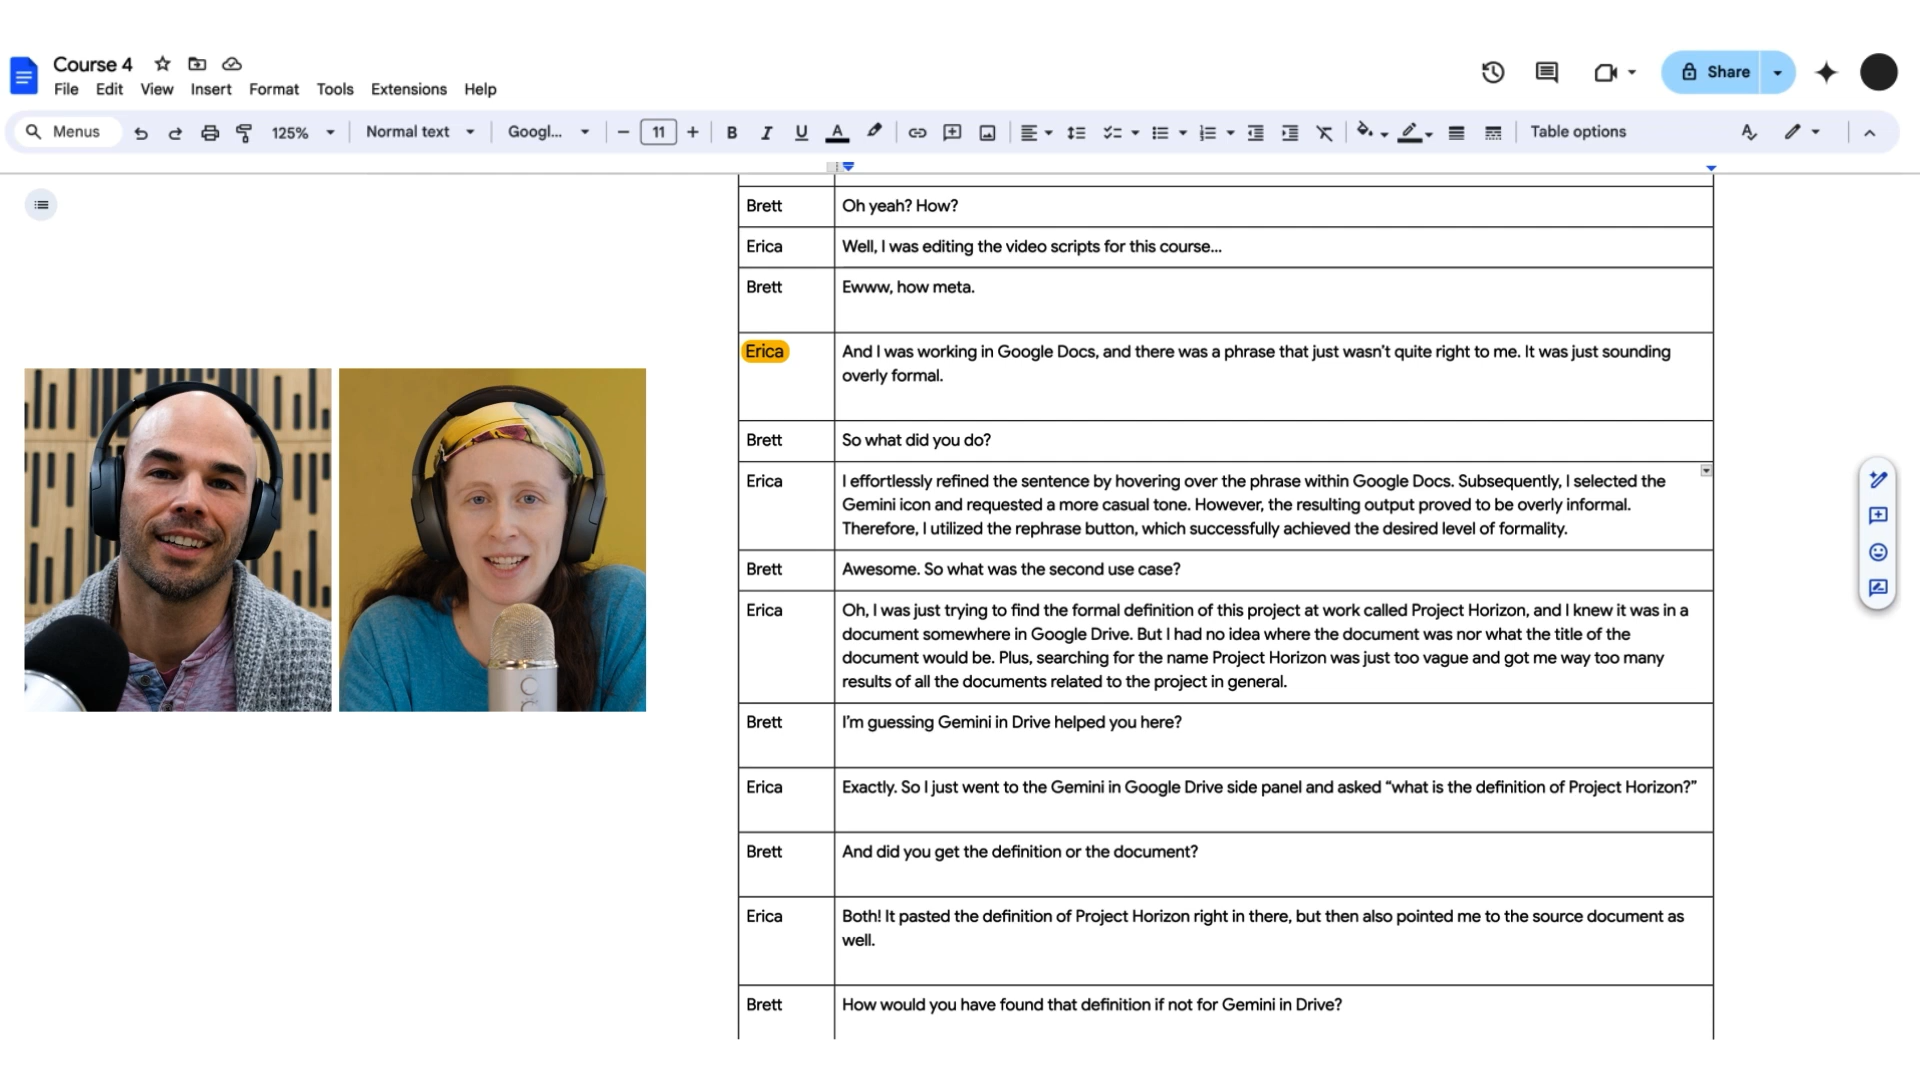 Course 4
File Edit View Insert Format Tools Extensions Help
Share
Menus 125% Normal text Googl... 11 B I U A Table options
Brett Oh yeah? How?
Erica Well, I was editing the video scripts for this course...
Brett Ewww, how meta.
Erica And I was working in Google Docs, and there was a phrase that just wasn't quite right to me. It was just sounding
overly formal.
Brett So what did you do?
Erica I effortlessly refined the sentence by hovering over the phrase within Google Docs. Subsequently, I selected the
Gemini icon and requested a more casual tone. However, the resulting output proved to be overly informal.
Therefore, I utilized the rephrase button, which successfully achieved the desired level of formality.
Brett Awesome. So what was the second use case?
Erica Oh, I was just trying to find the formal definition of this project at work called Project Horizon, and I knew it was in a
document somewhere in Google Drive. But I had no idea where the document was nor what the title of the
document would be. Plus, searching for the name Project Horizon was just too vague and got me way too many
results of all the documents related to the project in general.
Brett I'm guessing Gemini in Drive helped you here?
Erica Exactly. So I just went to the Gemini in Google Drive side panel and asked “what is the definition of Project Horizon?”
Brett And did you get the definition or the document?
Erica Both! It pasted the definition of Project Horizon right in there, but then also pointed me to the source document as
well.
Brett How would you have found that definition if not for Gemini in Drive?